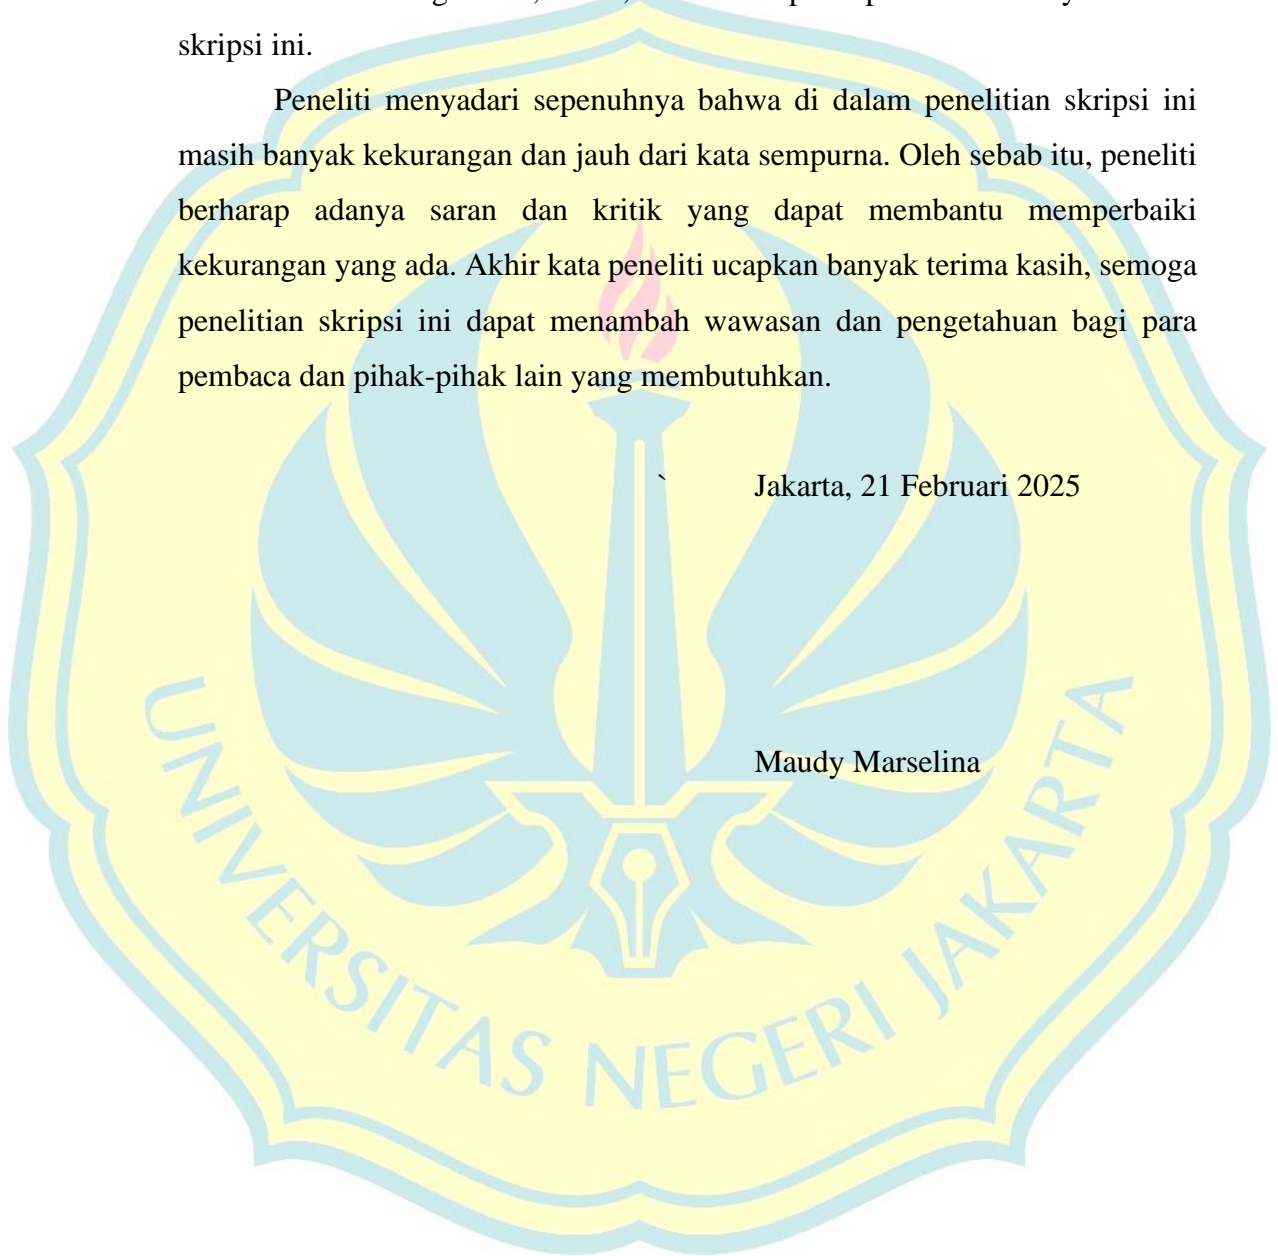 skripsi ini.
Peneliti menyadari sepenuhnya bahwa di dalam penelitian skripsi ini
masih banyak kekurangan dan jauh dari kata sempurna. Oleh sebab itu, peneliti
berharap adanya saran dan kritik yang dapat membantu memperbaiki
kekurangan yang ada. Akhir kata peneliti ucapkan banyak terima kasih, semoga
penelitian skripsi ini dapat menambah wawasan dan pengetahuan bagi para
pembaca dan pihak-pihak lain yang membutuhkan.
` Jakarta, 21 Februari 2025
Maudy Marselina
UNIVERSITAS NEGERI JAKARTA